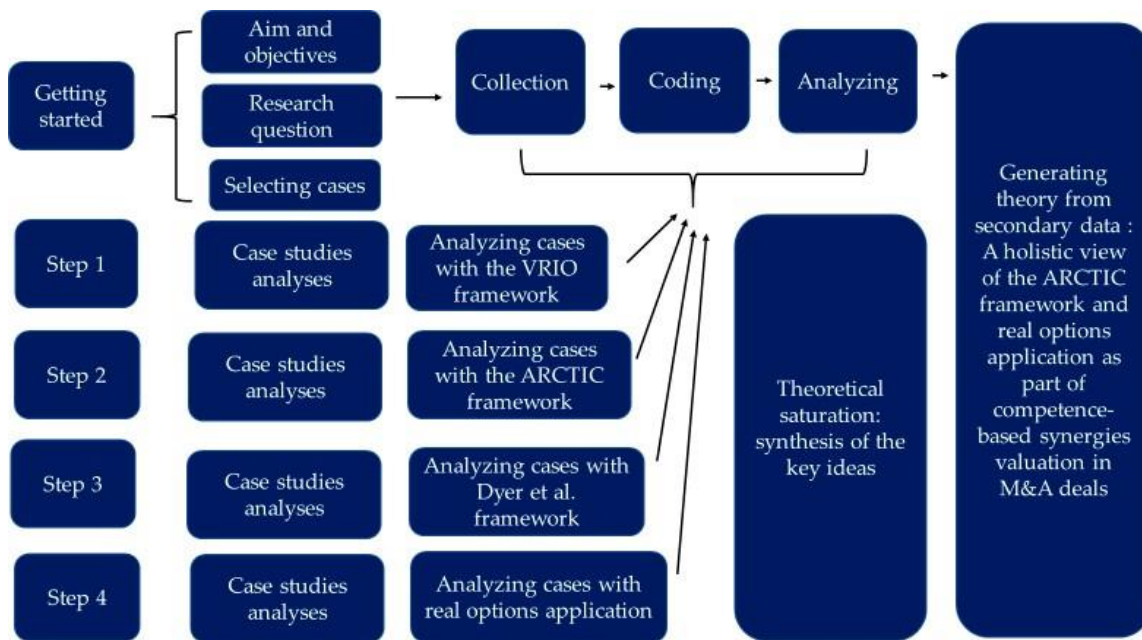 Getting
started
Aim and
objectives
Research
question
Selecting cases
Collection
Coding
Analyzing
Step 1
Case studies
analyses
Analyzing cases
with the VRIO
framework
Step 2
Case studies
analyses
Analyzing cases
with the ARCTIC
framework
Step 3
Case studies
analyses
Analyzing cases with
Dyer et al.
framework
Step 4
Case studies
analyses
Analyzing cases with
real options application
Theoretical
saturation:
synthesis of the
key ideas
Generating
theory from
secondary data :
A holistic view
of the ARCTIC
framework and
real options
application as
part of
competence-
based synergies
valuation in
M&A deals